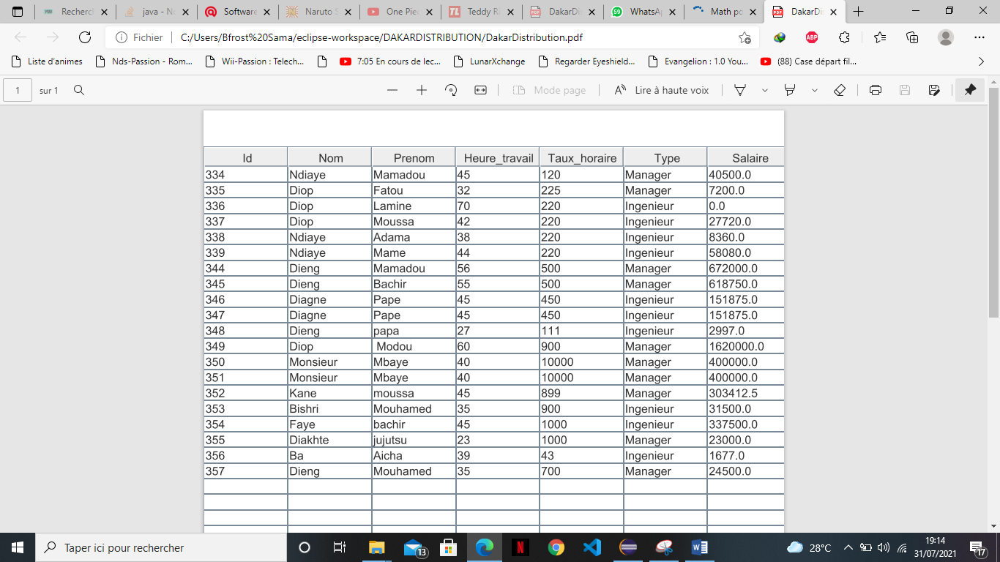 Recherch java - No Software Naruto S One Piec Teddy Ri DakarDis WhatsAp Math po DakarDi
Fichier C:/Users/Bfrost%20Sama/eclipse-workspace/DAKARDISTRIBUTION/DakarDistribution.pdf ABP
Liste d'animes Nds-Passion - Rom... Wii-Passion : Telech... 7:05 En cours de lec... LunarXchange Regarder Eyeshield... Evangelion : 1.0 You... (88) Case départ fil...
1 sur 1 Mode page Lire à haute voix
Id Nom Prenom Heure_travail Taux_horaire Type Salaire
334 Ndiaye Mamadou 45 120 Manager 40500.0
335 Diop Fatou 32 225 Manager 7200.0
336 Diop Lamine 70 220 Ingenieur 0.0
337 Diop Moussa 42 220 Ingenieur 27720.0
338 Ndiaye Adama 38 220 Ingenieur 8360.0
339 Ndiaye Mame 44 220 Ingenieur 58080.0
344 Dieng Mamadou 56 500 Manager 672000.0
345 Dieng Bachir 55 500 Manager 618750.0
346 Diagne Pape 45 450 Ingenieur 151875.0
347 Diagne Pape 45 450 Ingenieur 151875.0
348 Dieng papa 27 111 Ingenieur 2997.0
349 Diop Modou 60 900 Manager 1620000.0
350 Monsieur Mbaye 40 10000 Manager 400000.0
351 Monsieur Mbaye 40 10000 Manager 400000.0
352 Kane moussa 45 899 Manager 303412.5
353 Bishri Mouhamed 35 900 Ingenieur 31500.0
354 Faye bachir 45 1000 Ingenieur 337500.0
355 Diakhte jujutsu 23 1000 Manager 23000.0
356 Ba Aicha 39 43 Ingenieur 1677.0
357 Dieng Mouhamed 35 700 Manager 24500.0
Taper ici pour rechercher 13 28°C 19:14
31/07/2021 17